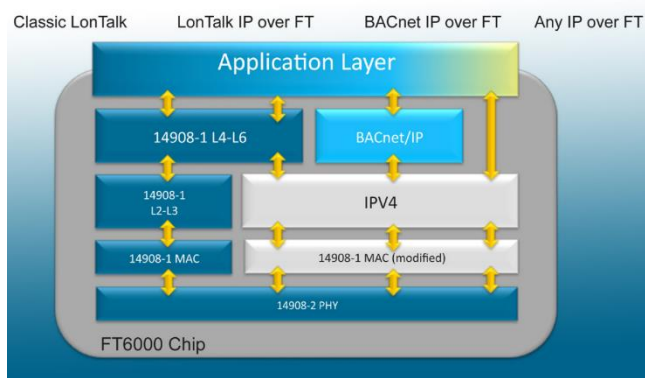 Classic LonTalk LonTalk IP over FT BACnet IP over FT Any IP over FT
Application Layer
14908-1 L4-L6 BACnet/IP
14908-1
L2-L3
IPV4
14908-1 MAC 14908-1 MAC (modified)
14908-2 PHY
FT6000 Chip